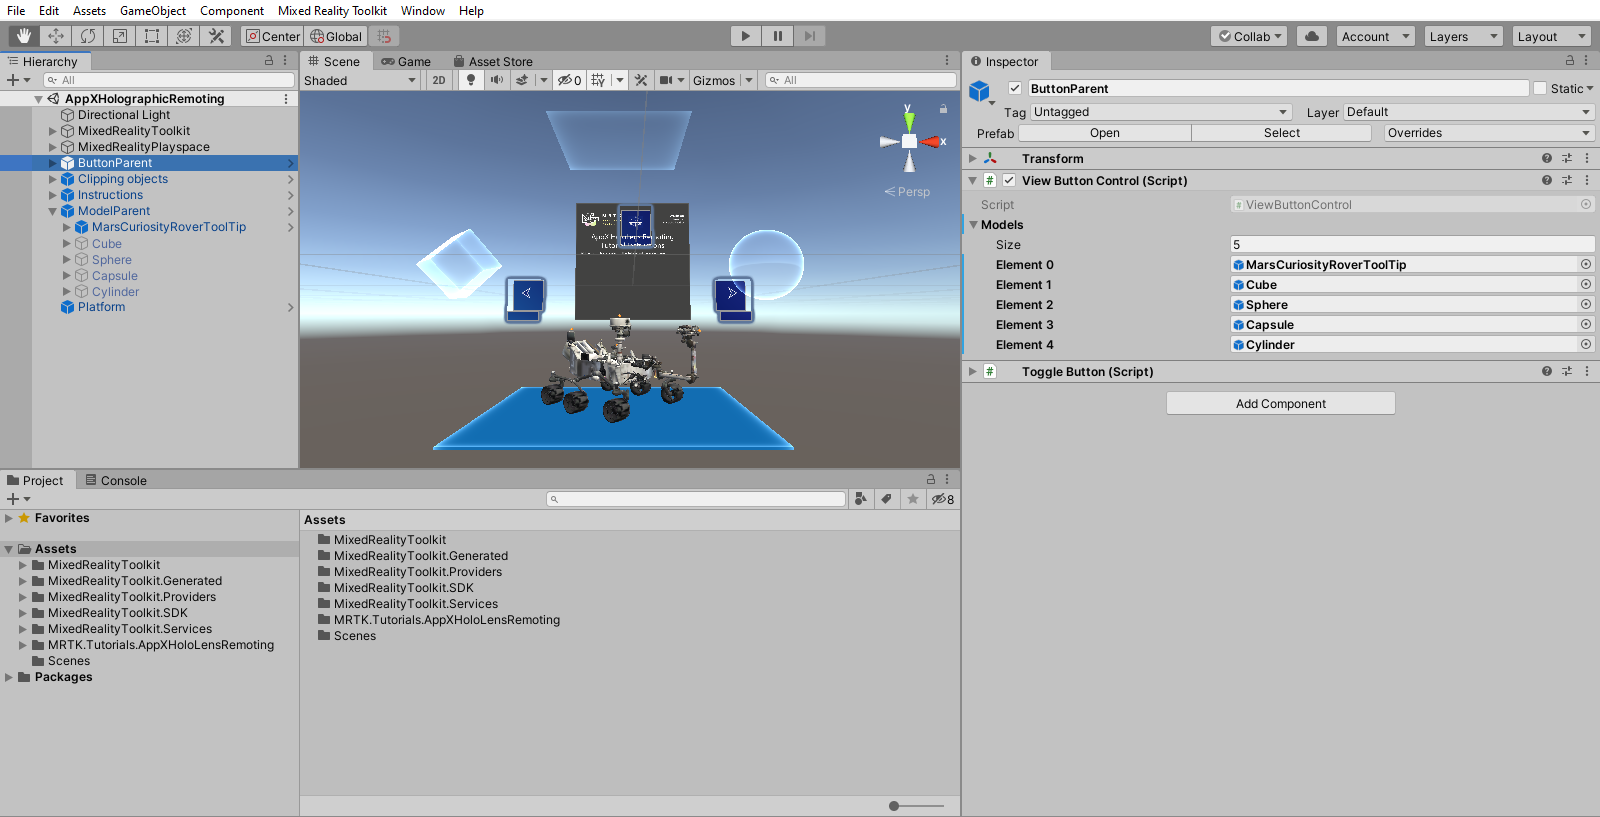 File Edit Assets GameObject Component Mixed Reality Toolkit Window Help
Center Global Collab Account Layers Layout
Hierarchy
All
AppXHolographicRemoting
Directional Light
MixedRealityToolkit
MixedRealityPlayspace
ButtonParent
Clipping objects
Instructions
ModelParent
MarsCuriosityRoverToolTip
Cube
Sphere
Capsule
Cylinder
Platform
Scene Game Asset Store
Shaded 2D 0 Gizmos All
y
x
Persp
Inspector
ButtonParent Static
Tag Untagged Layer Default
Prefab Open Select Overrides
Transform
# View Button Control (Script)
Script # ViewButtonControl
Models
Size 5
Element 0 MarsCuriosityRoverToolTip
Element 1 Cube
Element 2 Sphere
Element 3 Capsule
Element 4 Cylinder
# Toggle Button (Script)
Add Component
Project Console
8
Favorites
Assets
MixedRealityToolkit
MixedRealityToolkit.Generated
MixedRealityToolkit.Providers
MixedRealityToolkit.SDK
MixedRealityToolkit.Services
MRTK.Tutorials.AppXHoloLensRemoting
Scenes
Packages
Assets
MixedRealityToolkit
MixedRealityToolkit.Generated
MixedRealityToolkit.Providers
MixedRealityToolkit.SDK
MixedRealityToolkit.Services
MRTK.Tutorials.AppXHoloLensRemoting
Scenes